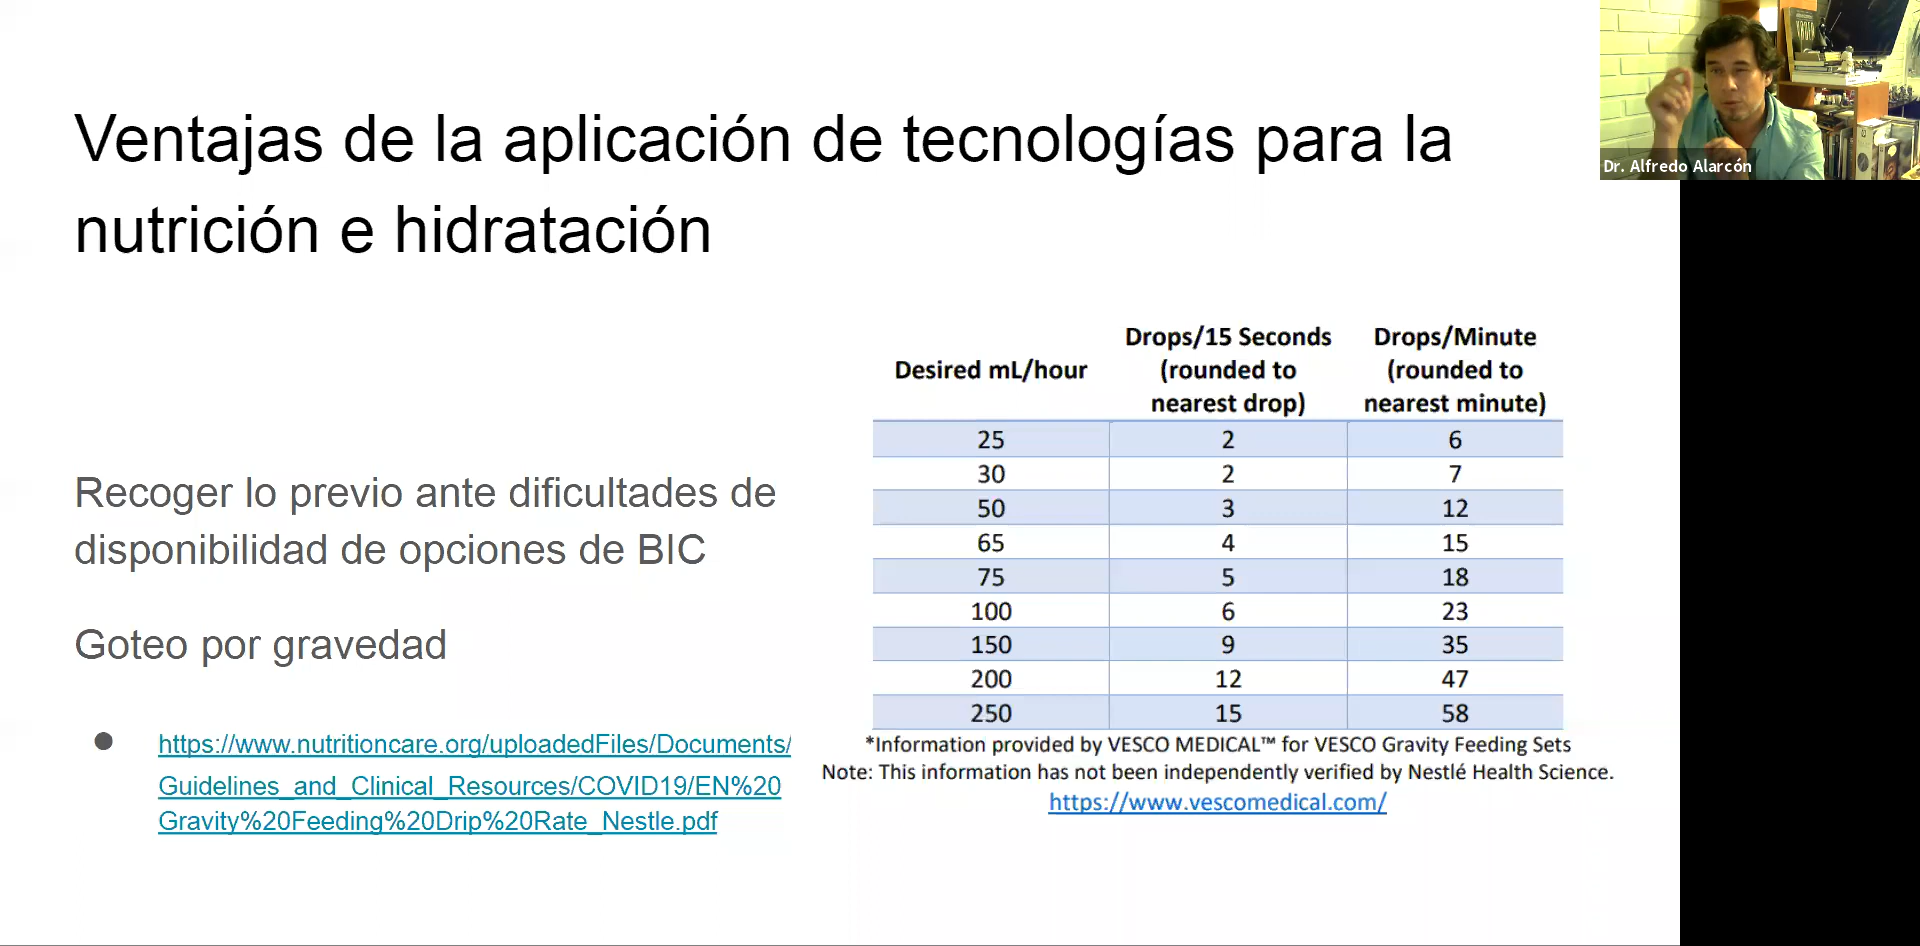 Ventajas de la aplicación de tecnologías para la
nutrición e hidratación
Dr. Alfredo Alarcón
Recoger lo previo ante dificultades de
disponibilidad de opciones de BIC
Goteo por gravedad
https://www.nutritioncare.org/uploadedFiles/Documents/
Guidelines_and_Clinical_Resources/COVID19/EN%20
Gravity%20Feeding%20Drip%20Rate_Nestle.pdf
Desired mL/hour
Drops/15 Seconds
(rounded to
nearest drop)
Drops/Minute
(rounded to
nearest minute)
25 2 6
30 2 7
50 3 12
65 4 15
75 5 18
100 6 23
150 9 35
200 12 47
250 15 58
*Information provided by VESCO MEDICAL™ for VESCO Gravity Feeding Sets
Note: This information has not been independently verified by Nestlé Health Science.
https://www.vescomedical.com/